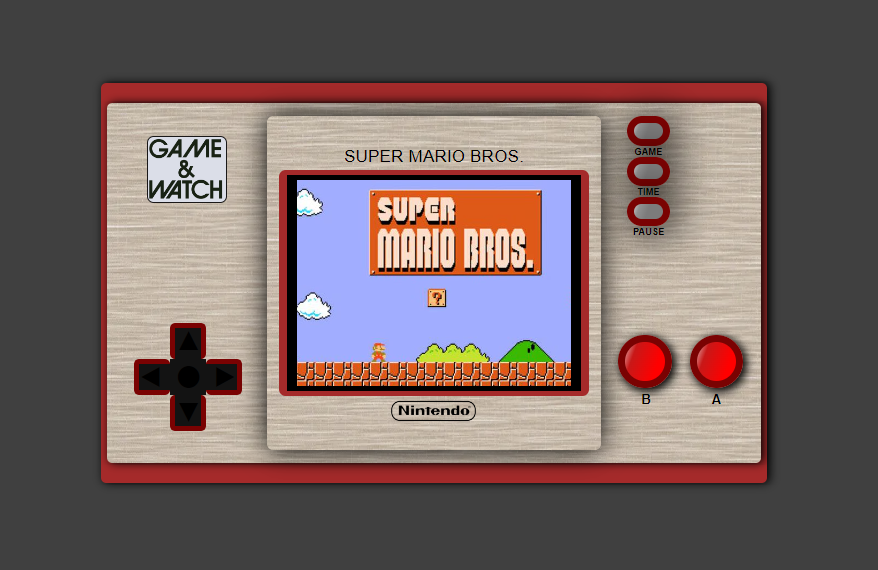 GAME
&
WATCH
SUPER MARIO BROS.
SUPER
MARIO BROS.
?
Nintendo
GAME
TIME
PAUSE
B
A